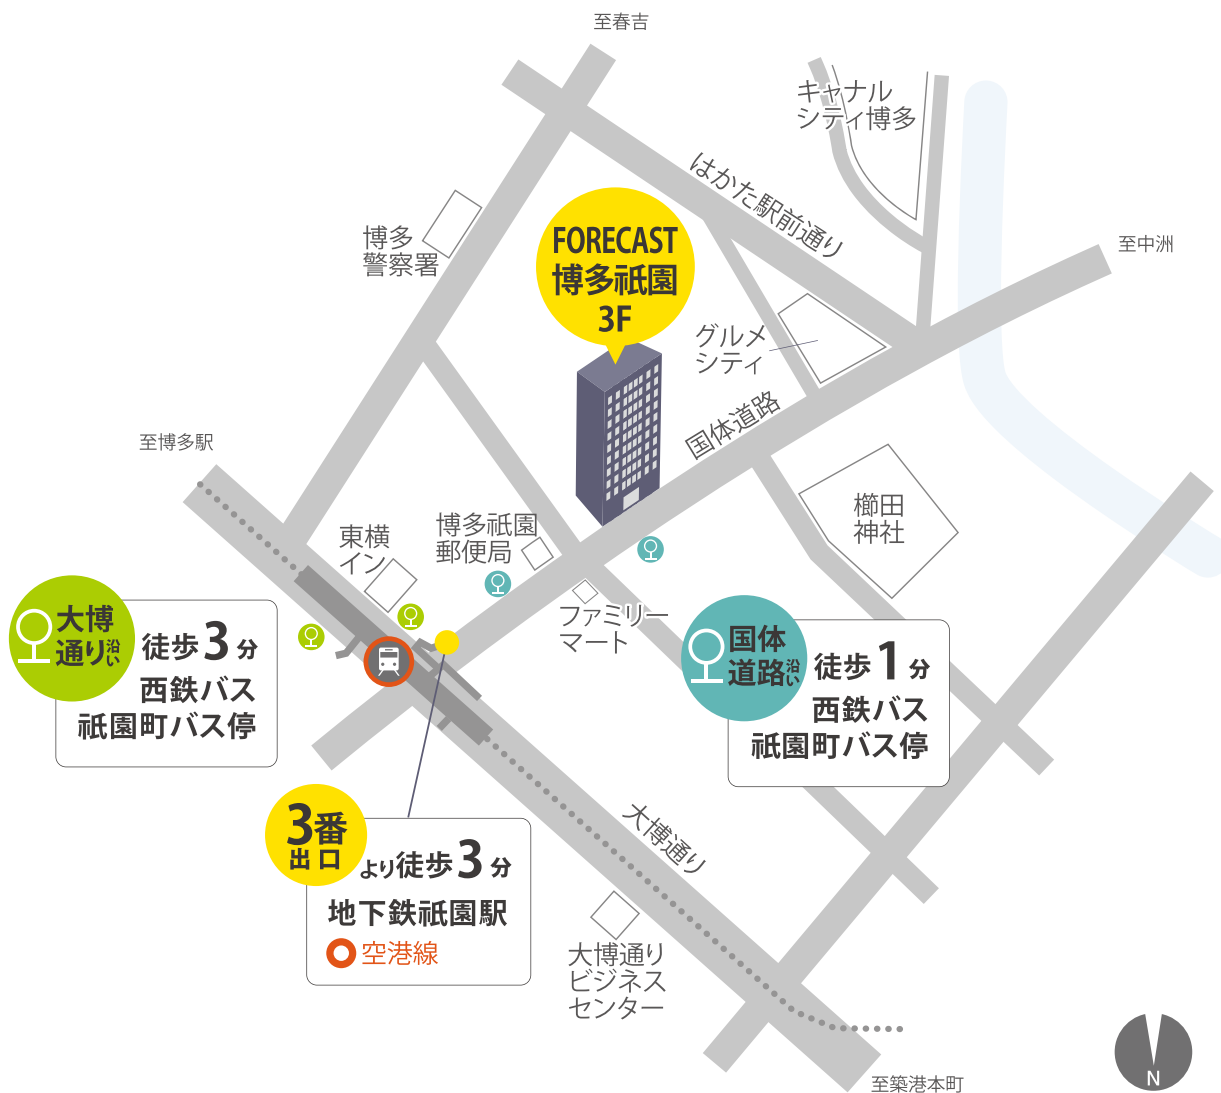 至春吉
キャナル
シティ博多
はかた駅前通り
博多
警察署
FORECAST
博多祇園
3F
至中洲
グルメ
シティ
国体道路
至博多駅
櫛田
神社
東横
イン
博多祇園
郵便局
ファミリー
マート
大博
通り沿い
徒歩3分
西鉄バス
祇園町バス停
国体
道路沿い
徒歩1分
西鉄バス
祇園町バス停
3番
出口
より徒歩3分
地下鉄祇園駅
空港線
大博通り
大博通り
ビジネス
センター
至築港本町
N